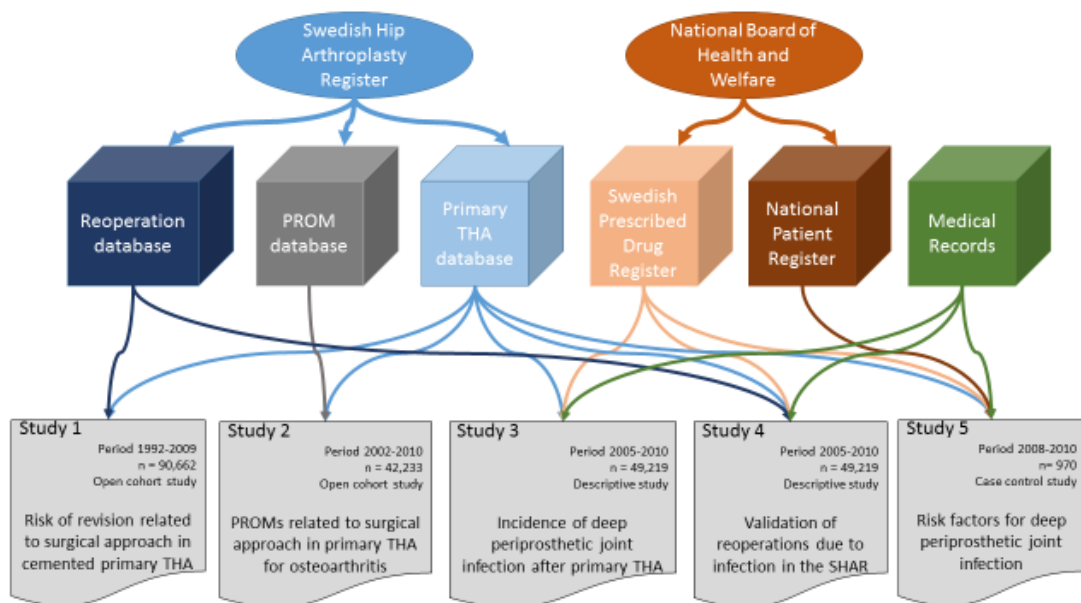 Swedish Hip
Arthroplasty
Register
National Board of
Health and
Welfare
Reoperation
database
PROM
database
Primary
THA
database
Swedish
Prescribed
Drug
Register
National
Patient
Register
Medical
Records
Study 1
Period 1992-2009
n = 90,662
Open cohort study
Risk of revision related
to surgical approach in
cemented primary THA
Study 2
Period 2002-2010
n = 42,233
Open cohort study
PROMs related to surgical
approach in primary THA
for osteoarthritis
Study 3
Period 2005-2010
n = 49,219
Descriptive study
Incidence of deep
periprosthetic joint
infection after primary THA
Study 4
Period 2005-2010
n = 49,219
Descriptive study
Validation of
reoperations due to
infection in the SHAR
Study 5
Period 2008-2010
n= 970
Case control study
Risk factors for deep
periprosthetic joint
infection